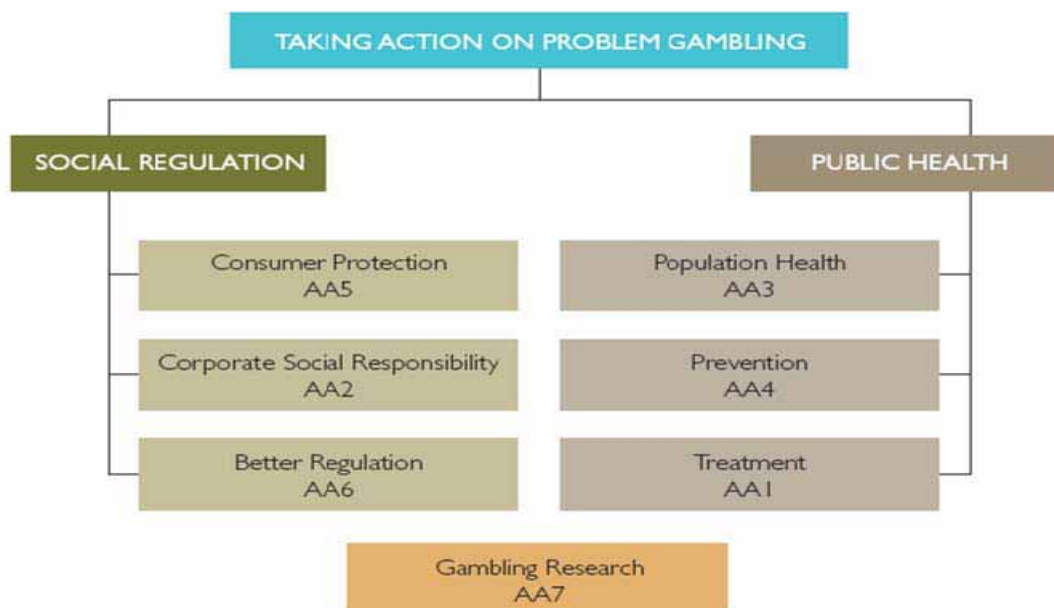 TAKING ACTION ON PROBLEM GAMBLING
SOCIAL REGULATION
PUBLIC HEALTH
Consumer Protection
AA5
Population Health
AA3
Corporate Social Responsibility
AA2
Prevention
AA4
Better Regulation
AA6
Treatment
AA1
Gambling Research
AA7